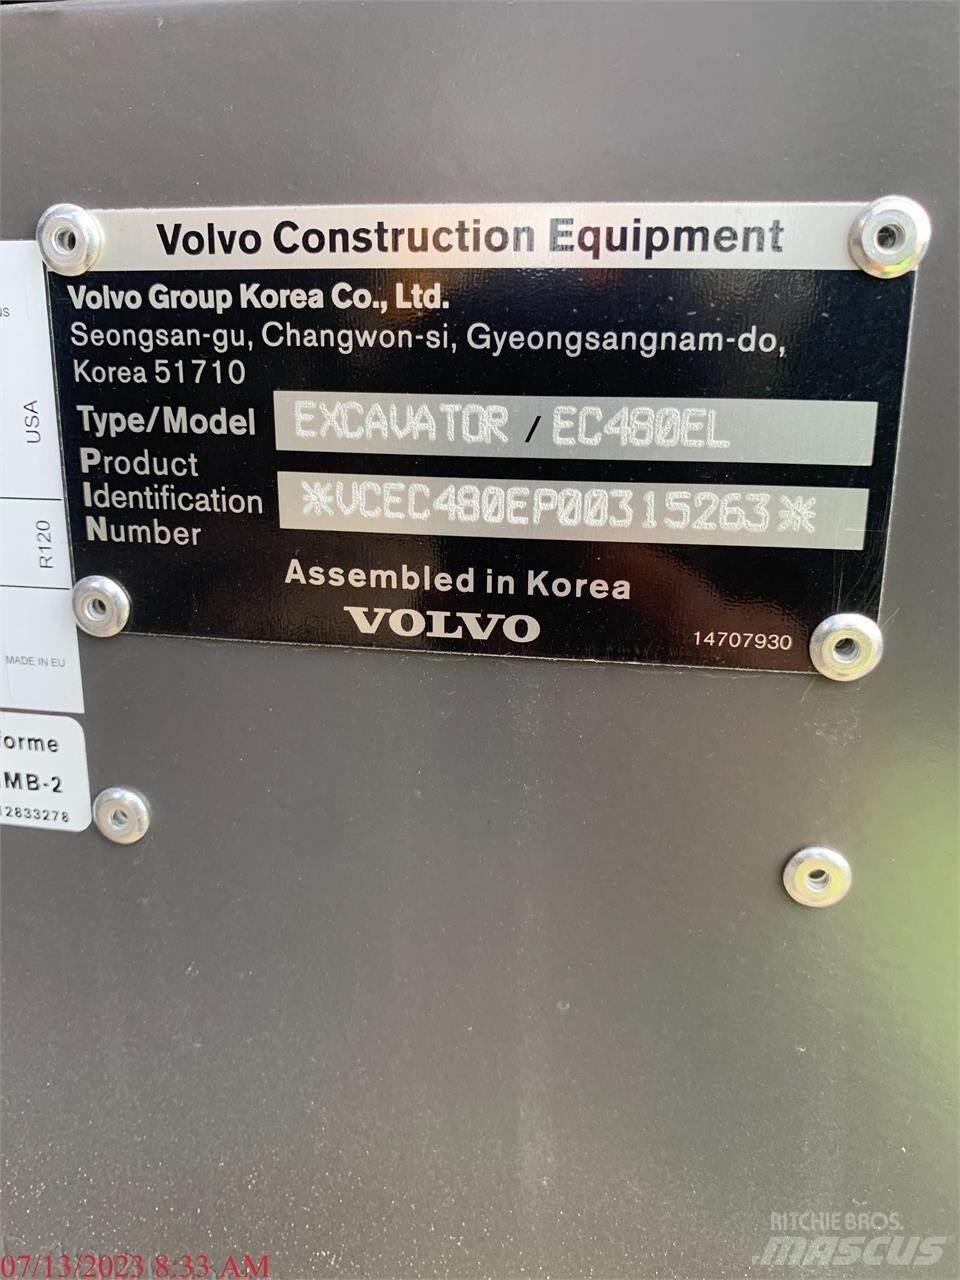 Volvo Construction Equipment
Volvo Group Korea Co., Ltd.
Seongsan-gu, Changwon-si, Gyeongsangnam-do,
Korea 51710
Type/Model EXCAVATOR / EC480EL
Product
Identification *VCEC480EP00315263*
Number
Assembled in Korea
VOLVO
14707930
USA
R120
MADE IN EU
MB-2
12833278
RITCHIE BROS.
MASCUS
07/13/2023 8:33 AM